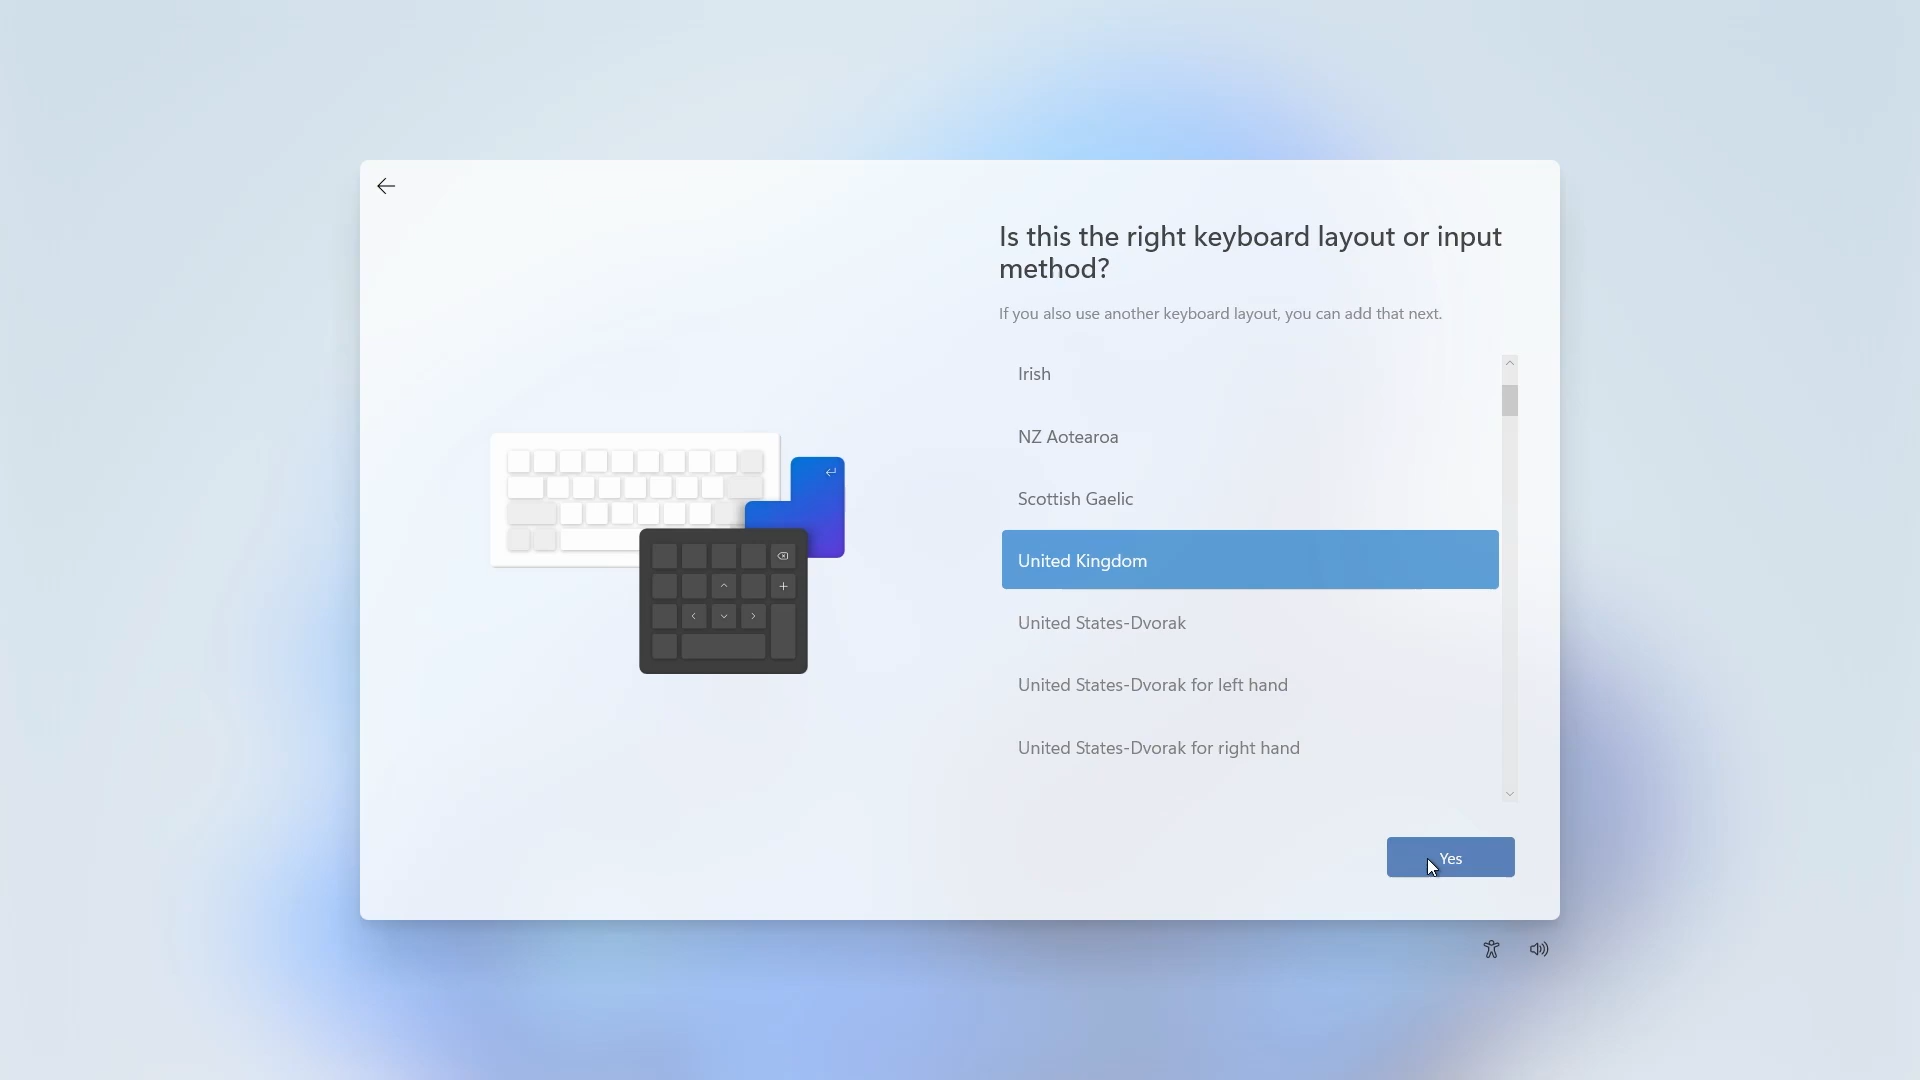 Is this the right keyboard layout or input
method?
If you also use another keyboard layout, you can add that next.
Irish
NZ Aotearoa
Scottish Gaelic
United Kingdom
United States-Dvorak
United States-Dvorak for left hand
United States-Dvorak for right hand
Yes